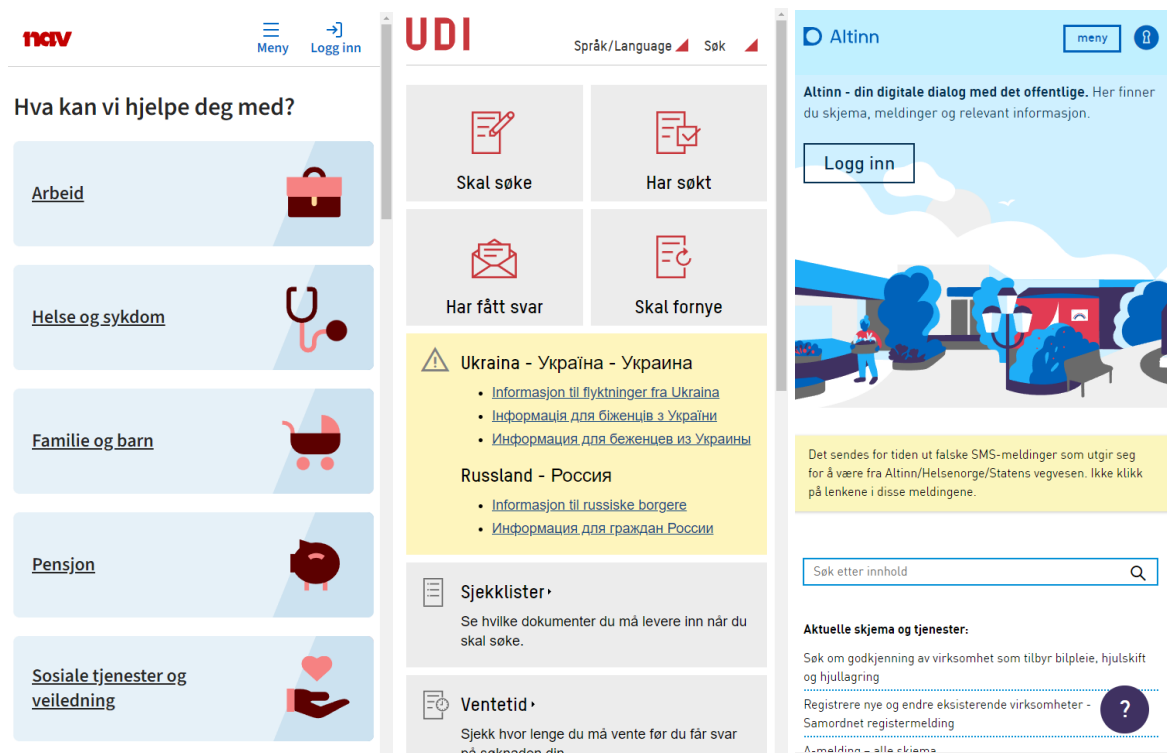 nav
Meny
Logg inn
Hva kan vi hjelpe deg med?
Arbeid
Helse og sykdom
Familie og barn
Pensjon
Sosiale tjenester og
veiledning
UDI
Språk/Language
Søk
Skal søke
Har søkt
Har fått svar
Skal fornye
Ukraina - Україна - Украина
Informasjon til flyktninger fra Ukraina
Інформація для біженців з України
Информация для беженцев из Украины
Russland - Россия
Informasjon til russiske borgere
Информация для граждан России
Sjekklister
Se hvilke dokumenter du må levere inn når du
skal søke.
Ventetid
Sjekk hvor lenge du må vente før du får svar
på søknaden din
Altinn
meny
Altinn - din digitale dialog med det offentlige. Her finner
du skjema, meldinger og relevant informasjon.
Logg inn
Det sendes for tiden ut falske SMS-meldinger som utgir seg
for å være fra Altinn/Helsenorge/Statens vegvesen. Ikke klikk
på lenkene i disse meldingene.
Søk etter innhold
Aktuelle skjema og tjenester:
Søk om godkjenning av virksomhet som tilbyr bilpleie, hjulskift
og hjullagring
Registrere nye og endre eksisterende virksomheter -
Samordnet registermelding
?
A-melding – alle skjema